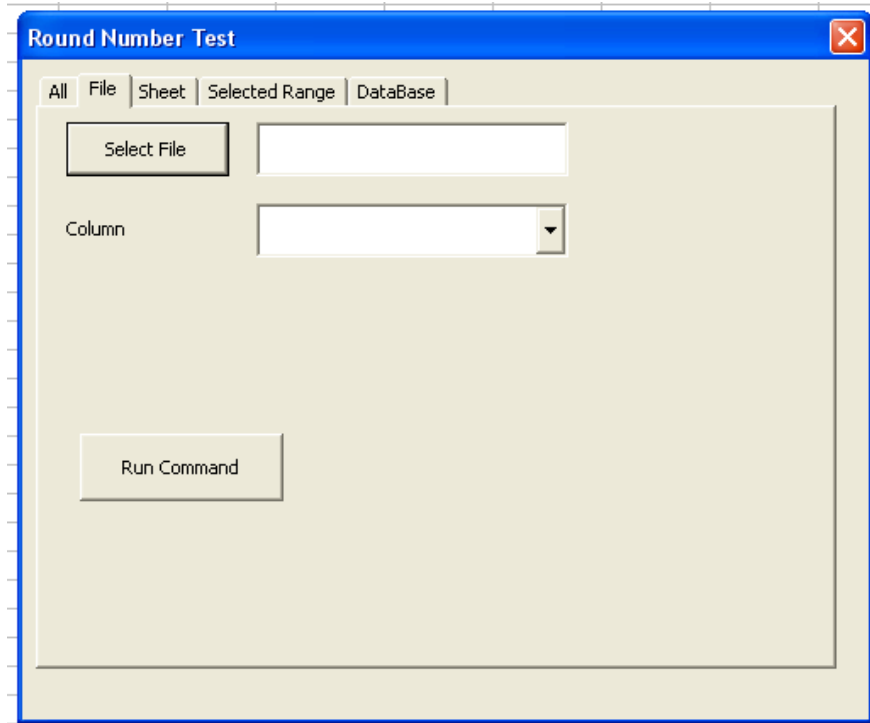 Round Number Test
All File Sheet Selected Range DataBase
Select File
Column
Run Command